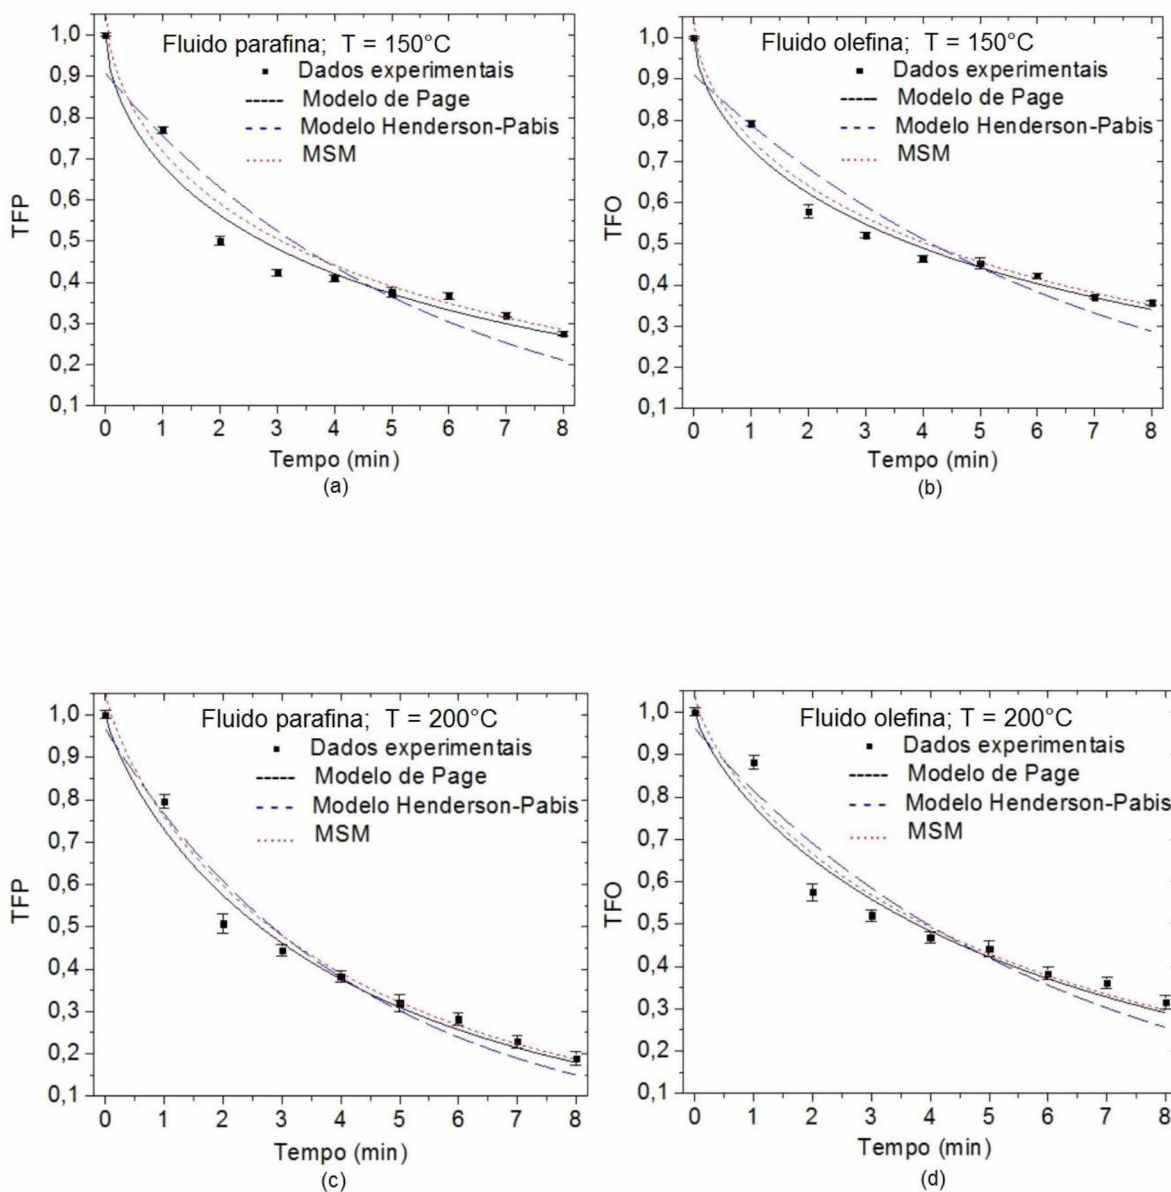 Fluido parafina; T = 150°C
Dados experimentais
Modelo de Page
Modelo Henderson-Pabis
MSM
TFP
1,0
0,9
0,8
0,7
0,6
0,5
0,4
0,3
0,2
0,1
0 1 2 3 4 5 6 7 8
Tempo (min)
(a)
Fluido olefina; T = 150°C
Dados experimentais
Modelo de Page
Modelo Henderson-Pabis
MSM
TFO
1,0
0,9
0,8
0,7
0,6
0,5
0,4
0,3
0,2
0,1
0 1 2 3 4 5 6 7 8
Tempo (min)
(b)
Fluido parafina; T = 200°C
Dados experimentais
Modelo de Page
Modelo Henderson-Pabis
MSM
TFP
1,0
0,9
0,8
0,7
0,6
0,5
0,4
0,3
0,2
0,1
0 1 2 3 4 5 6 7 8
Tempo (min)
(c)
Fluido olefina; T = 200°C
Dados experimentais
Modelo de Page
Modelo Henderson-Pabis
MSM
TFO
1,0
0,9
0,8
0,7
0,6
0,5
0,4
0,3
0,2
0,1
0 1 2 3 4 5 6 7 8
Tempo (min)
(d)